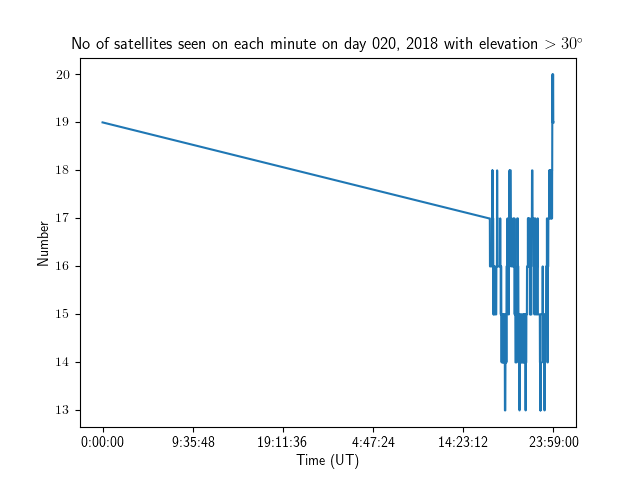 No of satellites seen on each minute on day 020, 2018 with elevation > 30°
20
19
18
17
16
15
14
13
Number
0:00:00 9:35:48 19:11:36 4:47:24 14:23:12 23:59:00
Time (UT)